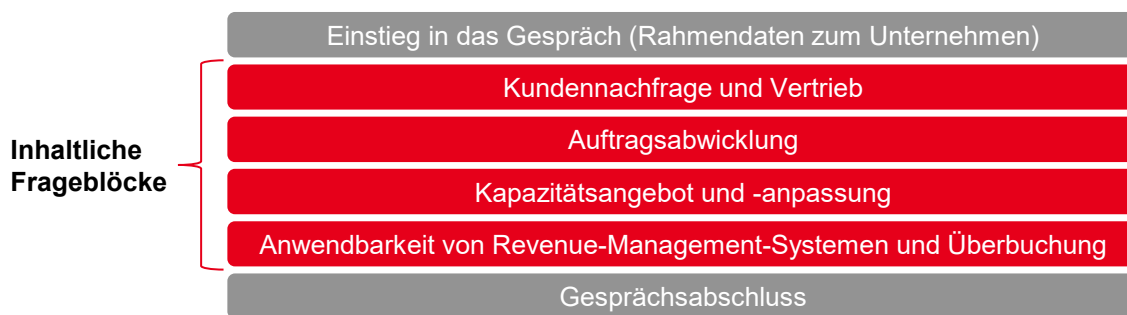 Einstieg in das Gespräch (Rahmendaten zum Unternehmen)
Kundennachfrage und Vertrieb
Auftragsabwicklung
Inhaltliche
Frageblöcke
Kapazitätsangebot und -anpassung
Anwendbarkeit von Revenue-Management-Systemen und Überbuchung
Gesprächsabschluss